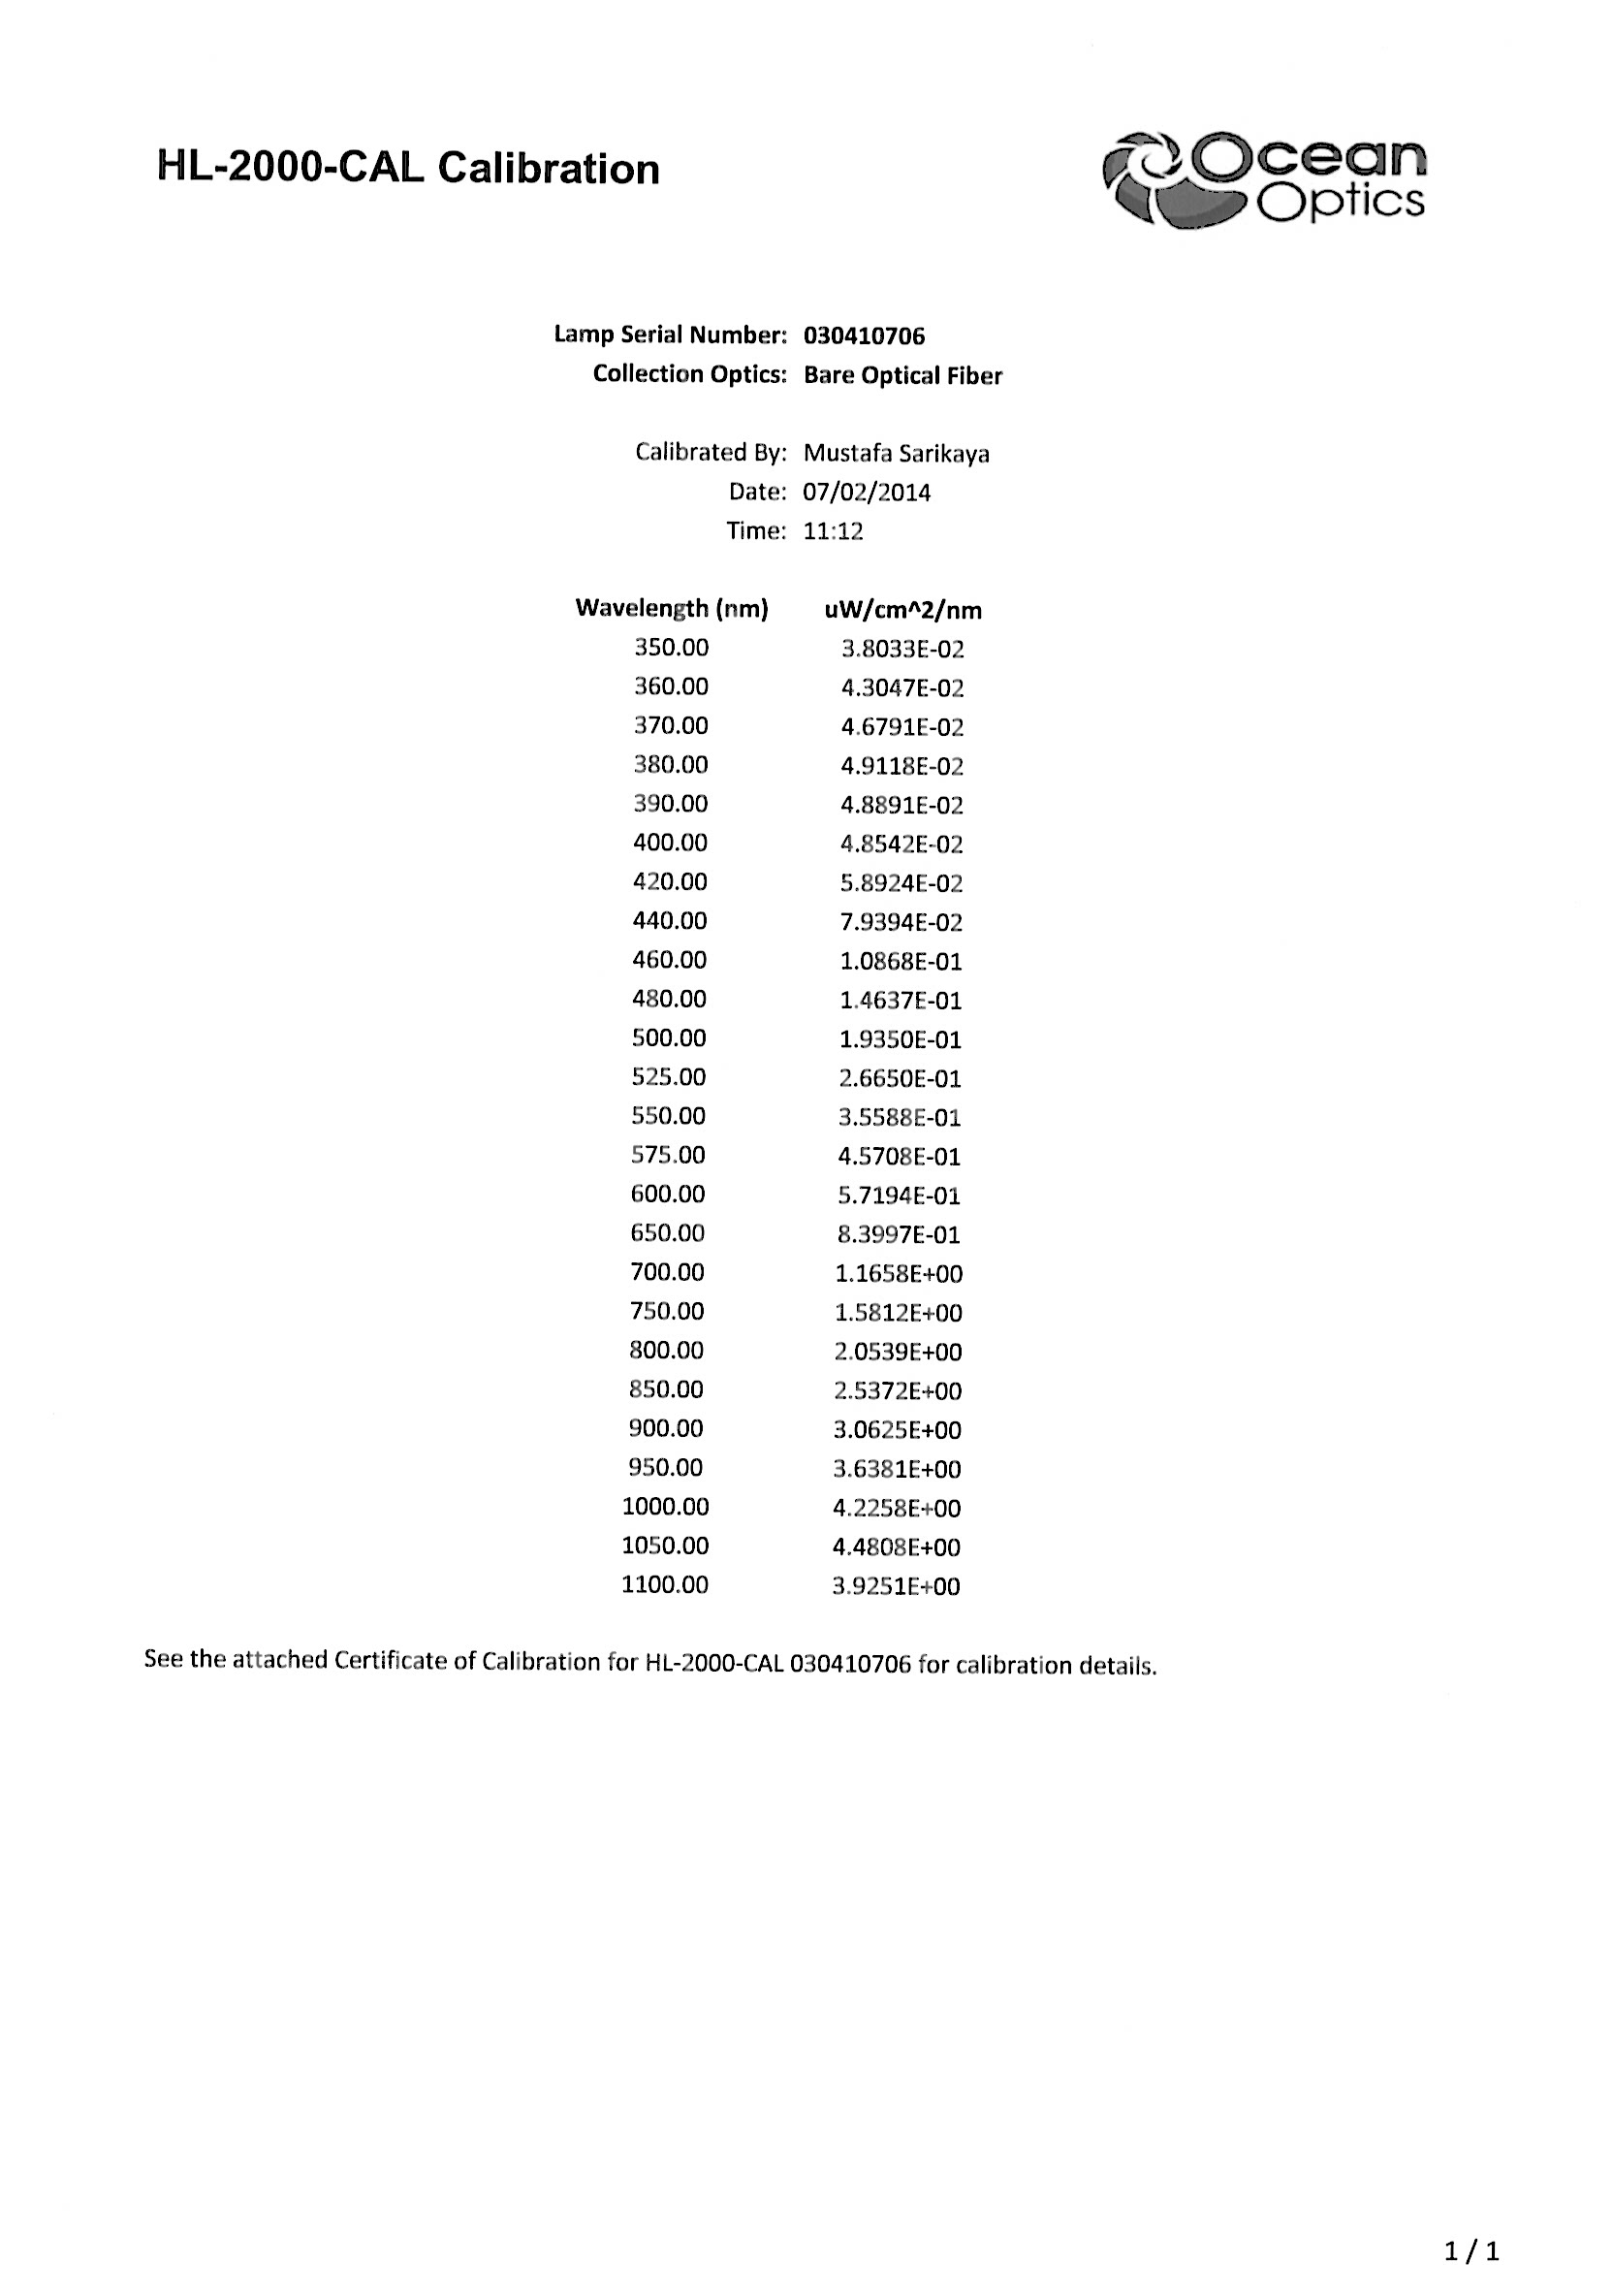 HL-2000-CAL Calibration
Ocean
Optics
Lamp Serial Number: 030410706
Collection Optics: Bare Optical Fiber
Calibrated By: Mustafa Sarikaya
Date: 07/02/2014
Time: 11:12
Wavelength (nm) uW/cm^2/nm
350.00 3.8033E-02
360.00 4.3047E-02
370.00 4.6791E-02
380.00 4.9118E-02
390.00 4.8891E-02
400.00 4.8542E-02
420.00 5.8924E-02
440.00 7.9394E-02
460.00 1.0868E-01
480.00 1.4637E-01
500.00 1.9350E-01
525.00 2.6650E-01
550.00 3.5588E-01
575.00 4.5708E-01
600.00 5.7194E-01
650.00 8.3997E-01
700.00 1.1658E+00
750.00 1.5812E+00
800.00 2.0539E+00
850.00 2.5372E+00
900.00 3.0625E+00
950.00 3.6381E+00
1000.00 4.2258E+00
1050.00 4.4808E+00
1100.00 3.9251E+00
See the attached Certificate of Calibration for HL-2000-CAL 030410706 for calibration details.
1 / 1